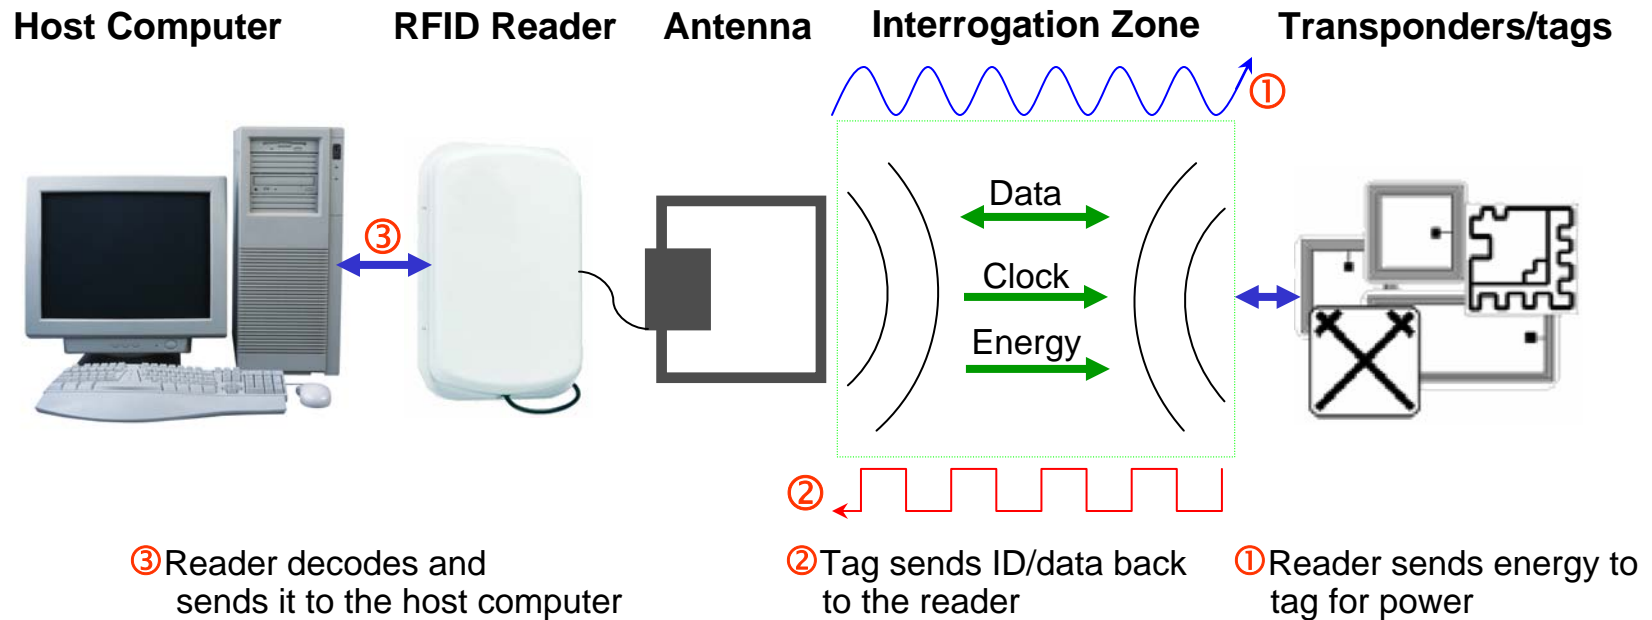 Host Computer
RFID Reader
Antenna
Interrogation Zone
Transponders/tags
①
Data
③
Clock
Energy
②
③Reader decodes and
sends it to the host computer
②Tag sends ID/data back
to the reader
①Reader sends energy to
tag for power